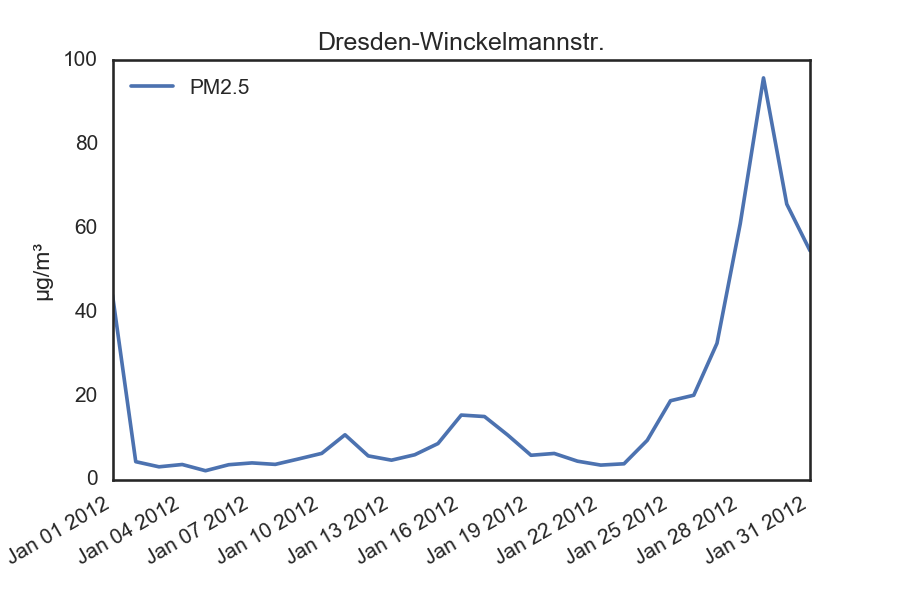 Dresden-Winckelmannstr.
PM2.5
µg/m³
100
80
60
40
20
0
Jan 01 2012
Jan 04 2012
Jan 07 2012
Jan 10 2012
Jan 13 2012
Jan 16 2012
Jan 19 2012
Jan 22 2012
Jan 25 2012
Jan 28 2012
Jan 31 2012